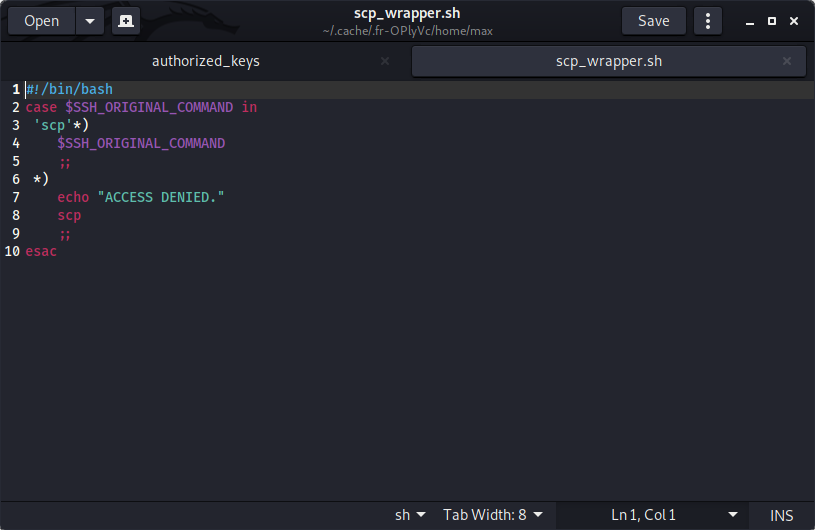 Open
scp_wrapper.sh
~/.cache/.fr-OPlyVc/home/max
Save
authorized_keys
scp_wrapper.sh
1 #!/bin/bash
2 case $SSH_ORIGINAL_COMMAND in
3  'scp'*)
4     $SSH_ORIGINAL_COMMAND
5     ;;
6  *)
7     echo "ACCESS DENIED."
8     scp
9     ;;
10 esac
sh Tab Width: 8 Ln 1, Col 1 INS